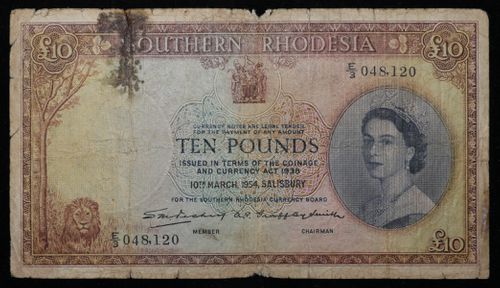 £10 SOUTHERN RHODESIA £10
E/3 048,120
CURRENCY NOTES ARE LEGAL TENDER
FOR THE PAYMENT OF ANY AMOUNT
TEN POUNDS
ISSUED IN TERMS OF THE COINAGE
AND CURRENCY ACT 1938
10TH MARCH, 1954, SALISBURY
FOR THE SOUTHERN RHODESIA CURRENCY BOARD
E/3 048,120
MEMBER CHAIRMAN
£10